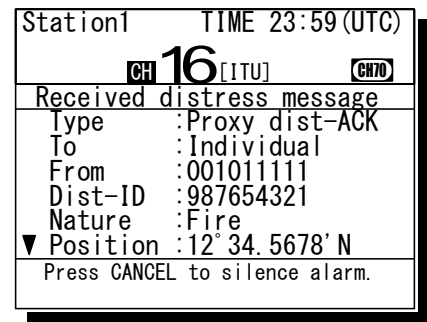 Station1 TIME 23:59(UTC)
CH 16 [ITU] CH70
Received distress message
Type :Proxy dist-ACK
To :Individual
From :001011111
Dist-ID :987654321
Nature :Fire
▼ Position :12°34.5678'N
Press CANCEL to silence alarm.